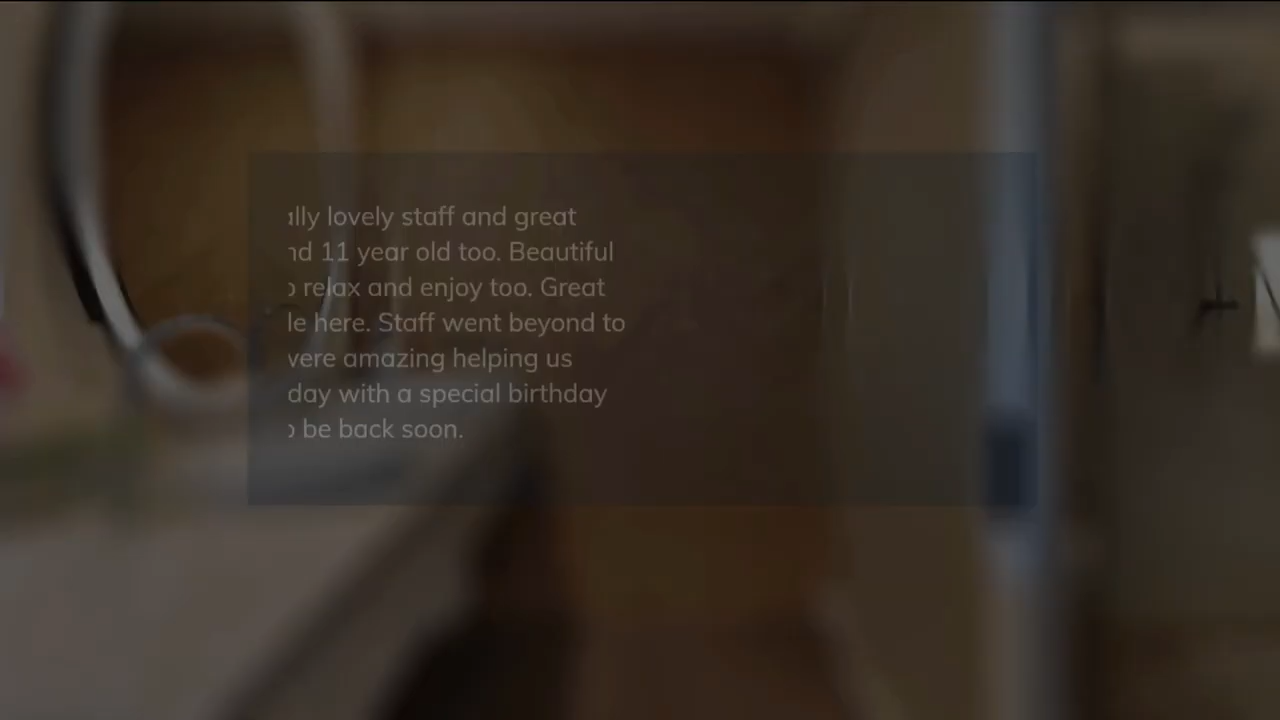 lly lovely staff and great
nd 11 year old too. Beautiful
relax and enjoy too. Great
le here. Staff went beyond to
vere amazing helping us
day with a special birthday
be back soon.